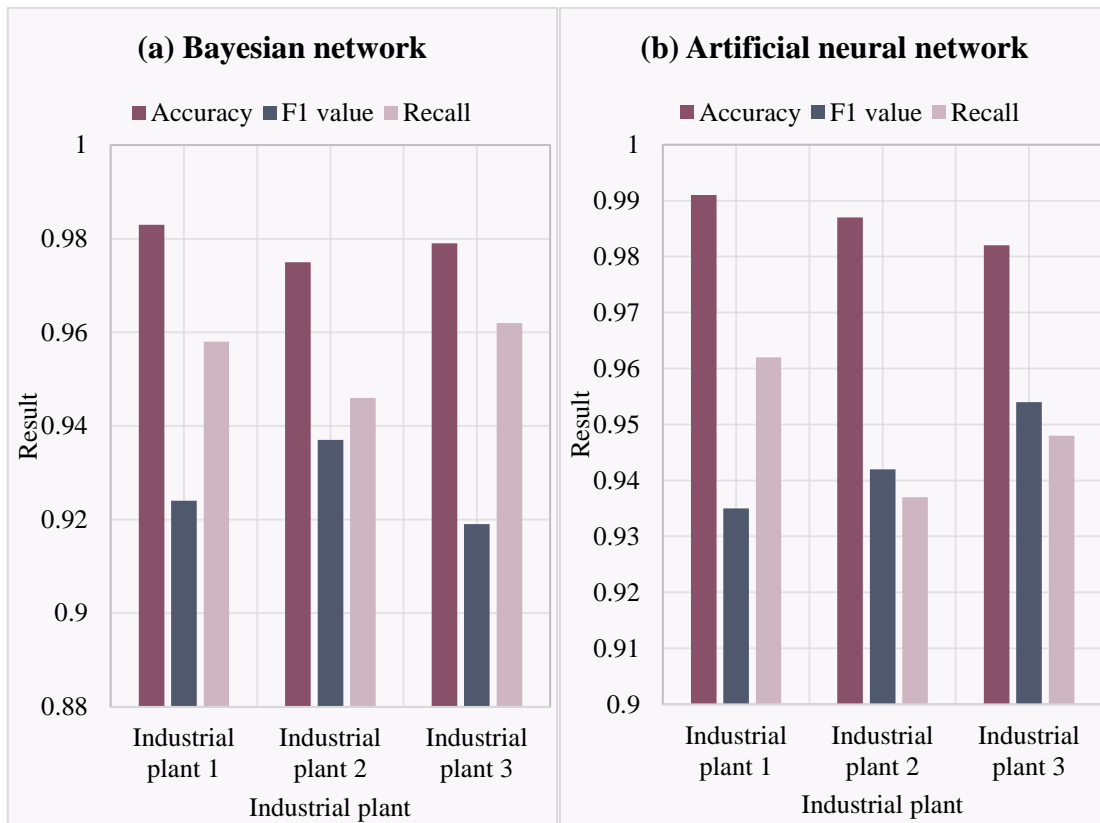 (a) Bayesian network
Accuracy F1 value Recall
1
0.98
0.96
0.94
0.92
0.9
0.88
Result
Industrial plant 1
Industrial plant 2
Industrial plant 3
Industrial plant
(b) Artificial neural network
Accuracy F1 value Recall
1
0.99
0.98
0.97
0.96
0.95
0.94
0.93
0.92
0.91
0.9
Result
Industrial plant 1
Industrial plant 2
Industrial plant 3
Industrial plant